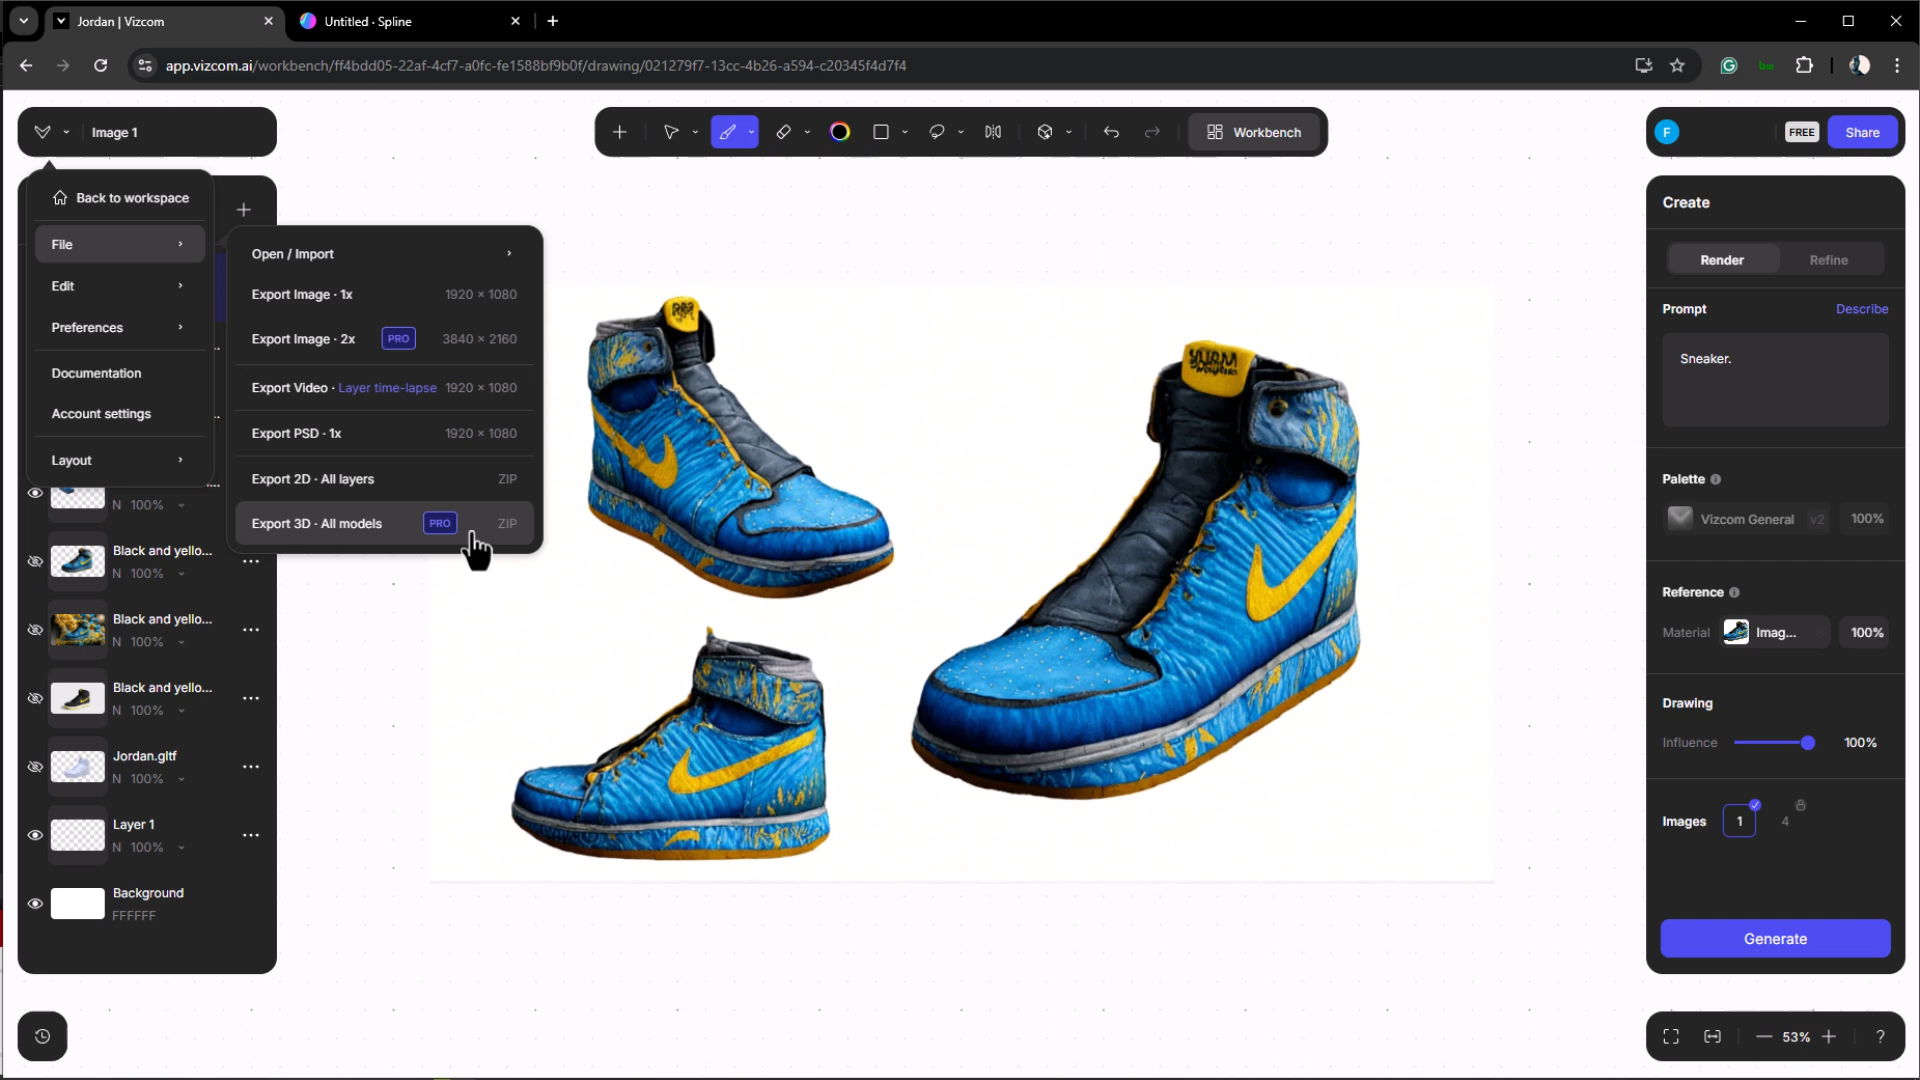 Jordan | Vizcom
Untitled - Spline
app.vizcom.ai/workbench/ff4bdd05-22af-4cf7-a0fc-fe1588bf9b0f/drawing/021279f7-13cc-4b26-a594-c20345f4d7f4
Image 1
Workbench
F
FREE
Share
Back to workspace
File
Edit
Preferences
Documentation
Account settings
Layout
Open / Import
Export Image · 1x 1920 × 1080
Export Image · 2x PRO 3840 × 2160
Export Video · Layer time-lapse 1920 × 1080
Export PSD · 1x 1920 × 1080
Export 2D · All layers ZIP
Export 3D · All models PRO ZIP
N 100%
Black and yello...
N 100%
Black and yello...
N 100%
Black and yello...
N 100%
Jordan.gltf
N 100%
Layer 1
N 100%
Background
FFFFFF
Create
Render
Refine
Prompt
Describe
Sneaker.
Palette
Vizcom General v2 100%
Reference
Material Imag... 100%
Drawing
Influence 100%
Images 1 4
Generate
53%
?